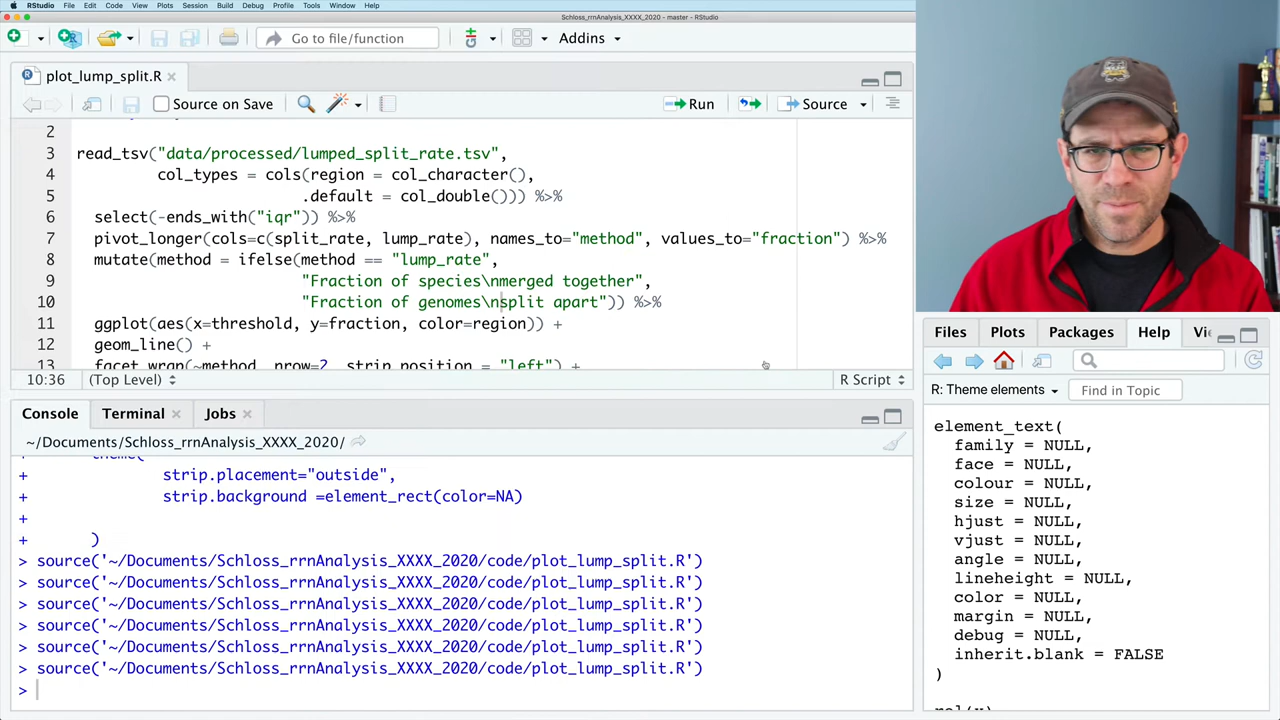 RStudio File Edit Code View Plots Session Build Debug Profile Tools Window Help
Schloss_rrnAnalysis_XXXX_2020 - master - RStudio
Go to file/function
Addins
plot_lump_split.R
Source on Save
Run
Source
2
3 read_tsv("data/processed/lumped_split_rate.tsv",
4 col_types = cols(region = col_character(),
5 .default = col_double())) %>%
6 select(-ends_with("iqr")) %>%
7 pivot_longer(cols=c(split_rate, lump_rate), names_to="method", values_to="fraction") %>%
8 mutate(method = ifelse(method == "lump_rate",
9 "Fraction of species\nmerged together",
10 "Fraction of genomes\nsplit apart")) %>%
11 ggplot(aes(x=threshold, y=fraction, color=region)) +
12 geom_line() +
13 facet_wrap(~method, nrow=2, strip.position = "left") +
10:36 (Top Level) R Script
Console Terminal Jobs
~/Documents/Schloss_rrnAnalysis_XXXX_2020/
+ theme(
+ strip.placement="outside",
+ strip.background =element_rect(color=NA)
+
+ )
> source('~/Documents/Schloss_rrnAnalysis_XXXX_2020/code/plot_lump_split.R')
> source('~/Documents/Schloss_rrnAnalysis_XXXX_2020/code/plot_lump_split.R')
> source('~/Documents/Schloss_rrnAnalysis_XXXX_2020/code/plot_lump_split.R')
> source('~/Documents/Schloss_rrnAnalysis_XXXX_2020/code/plot_lump_split.R')
> source('~/Documents/Schloss_rrnAnalysis_XXXX_2020/code/plot_lump_split.R')
> source('~/Documents/Schloss_rrnAnalysis_XXXX_2020/code/plot_lump_split.R')
>
Files Plots Packages Help Vi
R: Theme elements
Find in Topic
element_text(
family = NULL,
face = NULL,
colour = NULL,
size = NULL,
hjust = NULL,
vjust = NULL,
angle = NULL,
lineheight = NULL,
color = NULL,
margin = NULL,
debug = NULL,
inherit.blank = FALSE
)
rel(x)